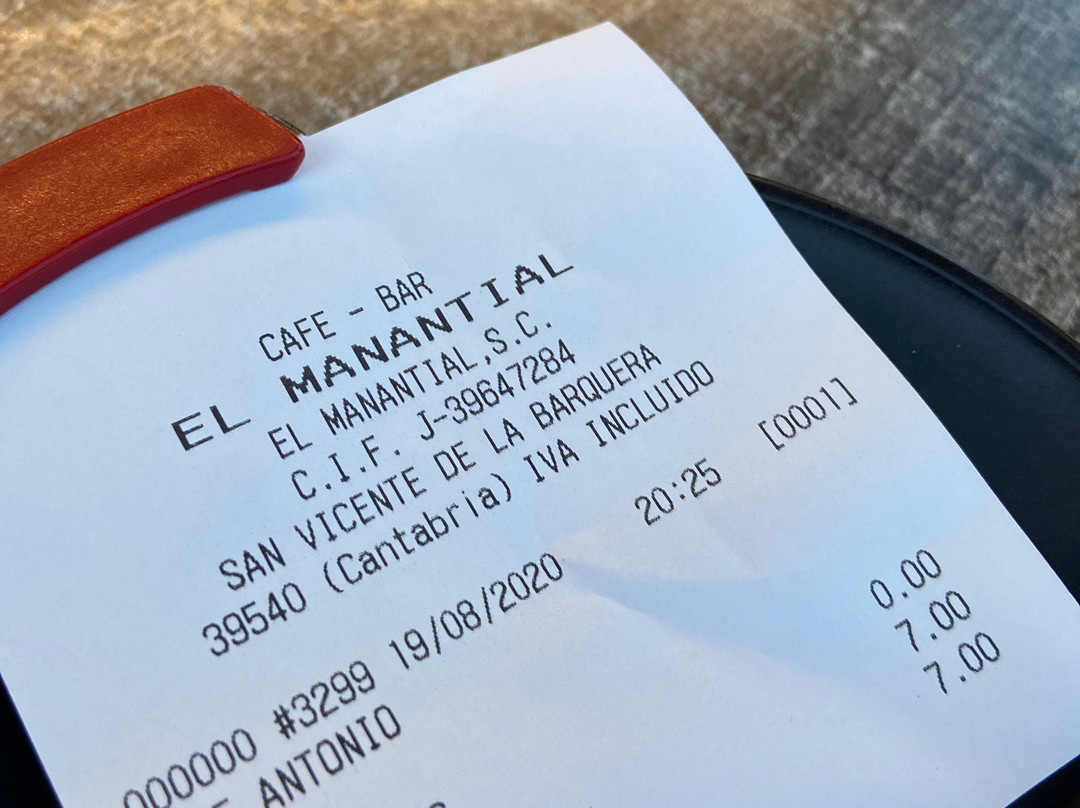 CAFE - BAR
EL MANANTIAL
EL MANANTIAL,S.C.
C.I.F. J-39647284
SAN VICENTE DE LA BARQUERA
39540 (Cantabria) IVA INCLUIDO
000000 #3299 19/08/2020 20:25 [0001]
ANTONIO 0.00
7.00
7.00